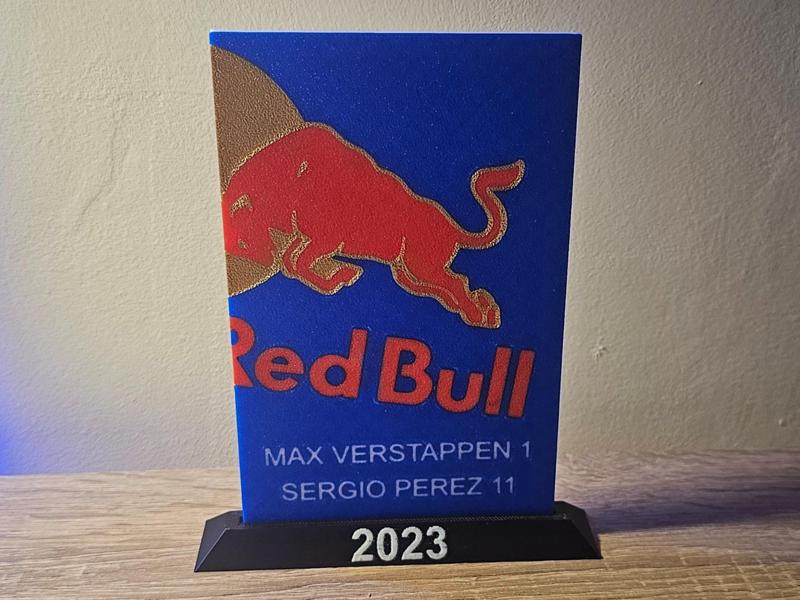 Red Bull
MAX VERSTAPPEN 1
SERGIO PEREZ 11
2023